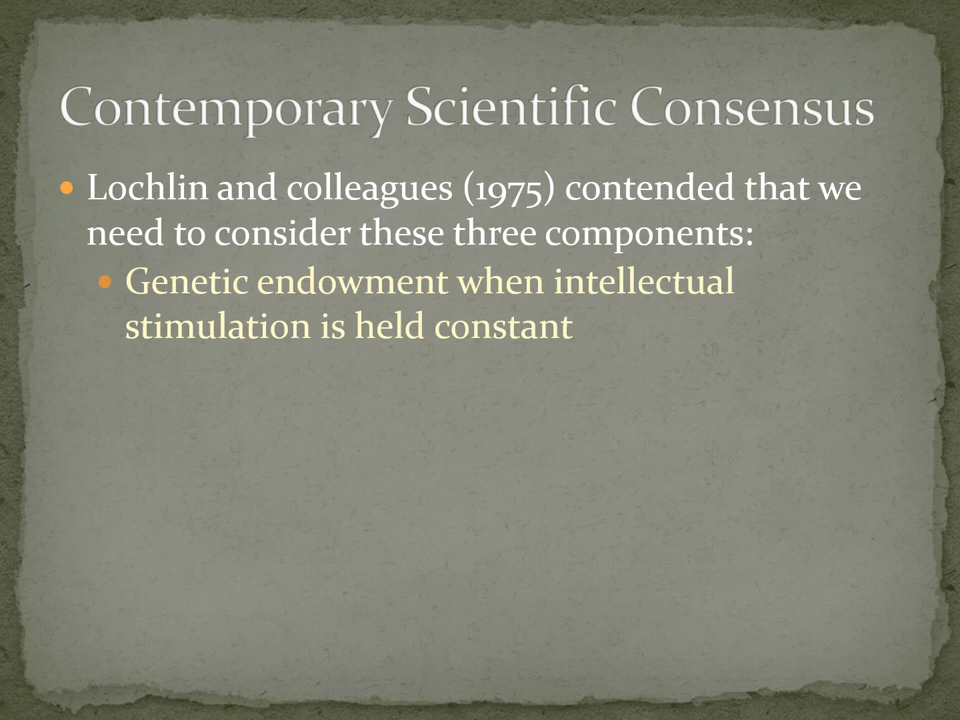 Contemporary Scientific Consensus
• Lochlin and colleagues (1975) contended that we
need to consider these three components:
• Genetic endowment when intellectual
stimulation is held constant